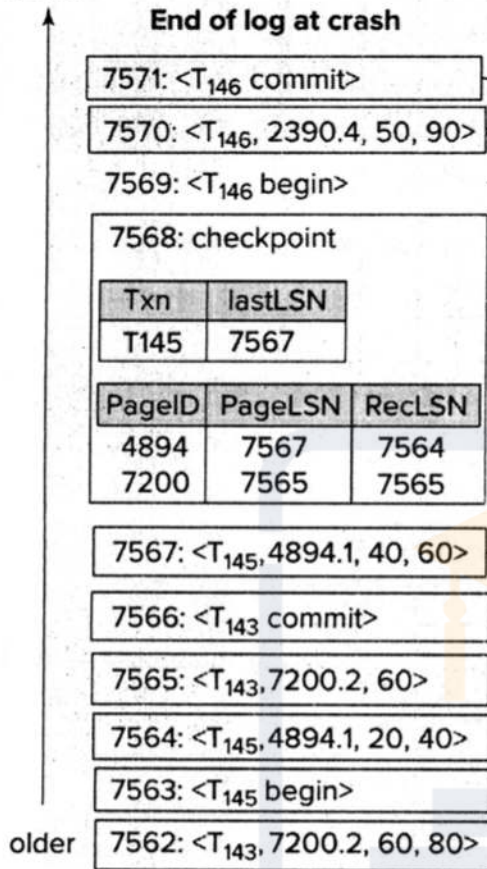 End of log at crash
7571: <T146 commit>
7570: <T146, 2390.4, 50, 90>
7569: <T146 begin>
7568: checkpoint
Txn lastLSN
T145 7567
PageID PageLSN RecLSN
4894 7567 7564
7200 7565 7565
7567: <T145,4894.1, 40, 60>
7566: <T143 commit>
7565: <T143,7200.2, 60>
7564: <T145,4894.1, 20, 40>
7563: <T145 begin>
older 7562: <T143,7200.2, 60, 80>